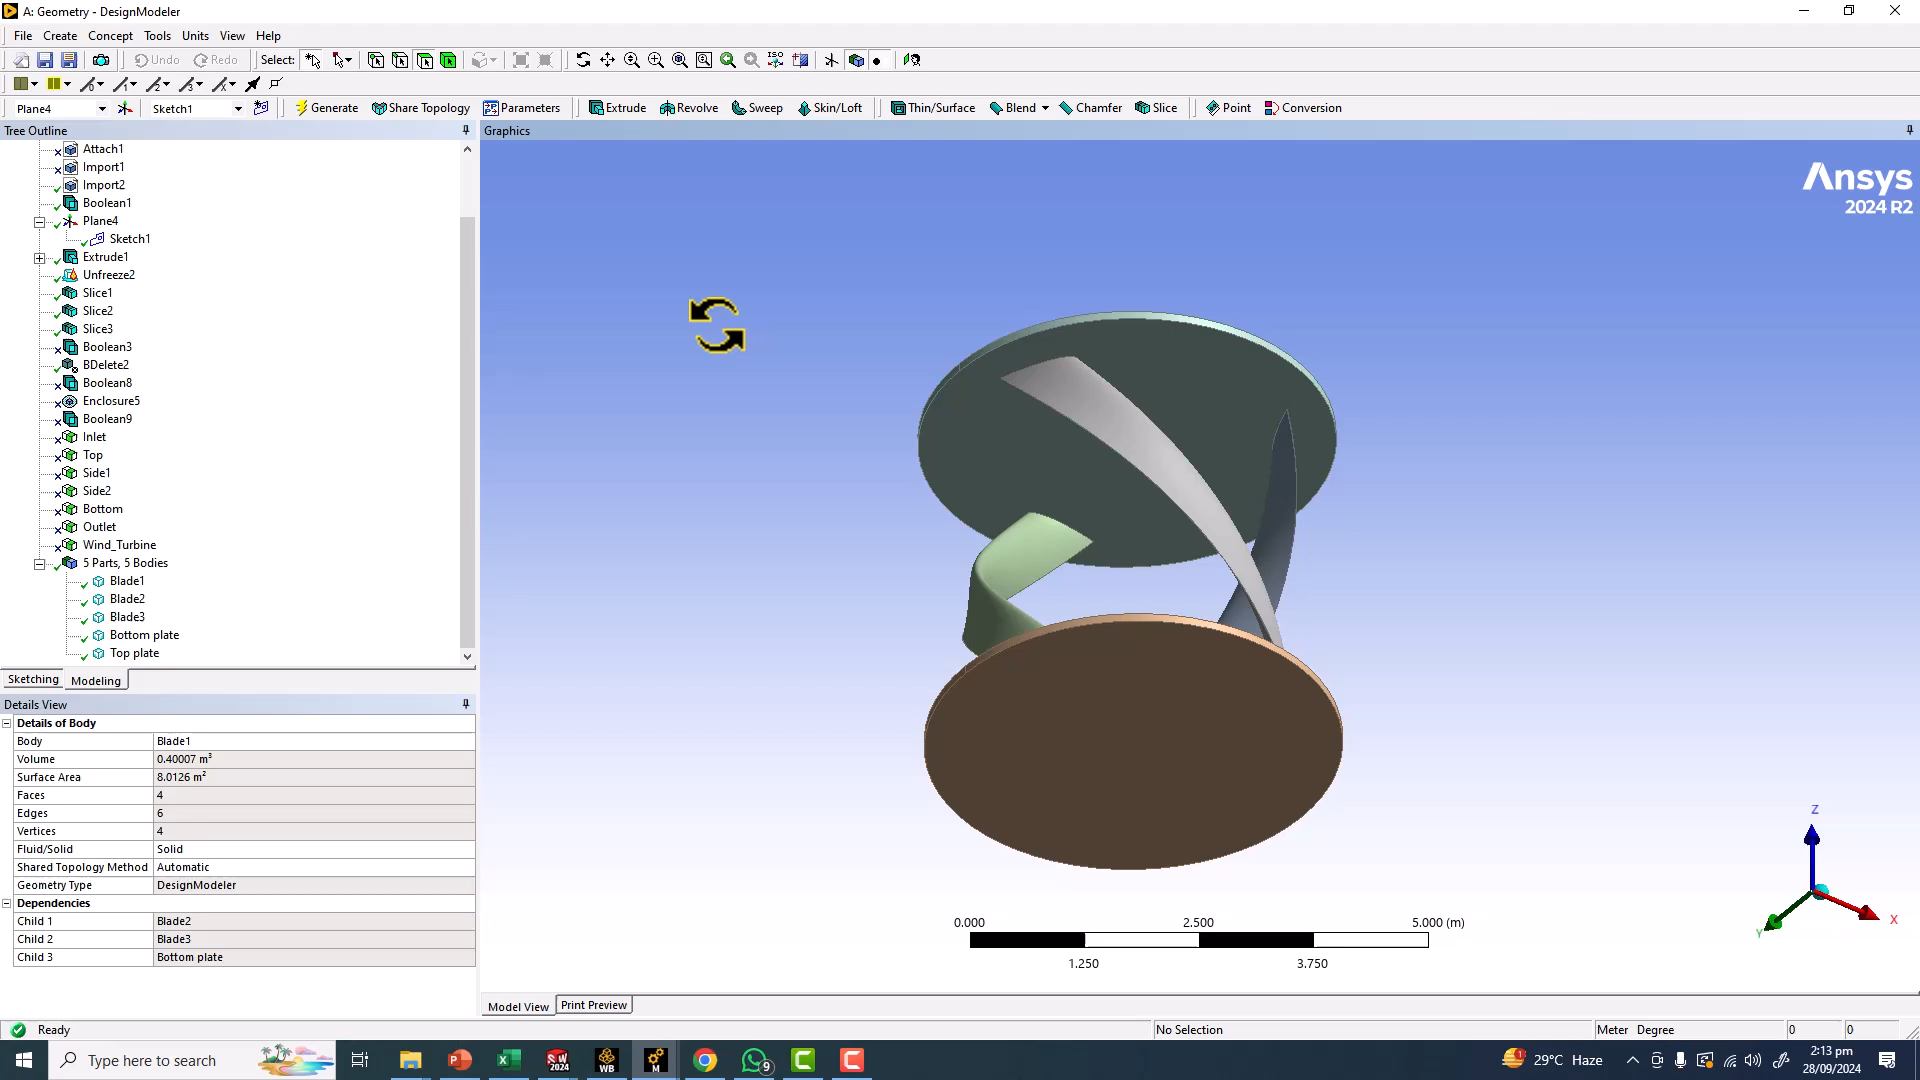 A: Geometry - DesignModeler
File Create Concept Tools Units View Help
Undo Redo Select:
Plane4 Sketch1 Generate Share Topology Parameters Extrude Revolve Sweep Skin/Loft Thin/Surface Blend Chamfer Slice Point Conversion
Tree Outline
Graphics
Attach1
Import1
Import2
Boolean1
Plane4
Sketch1
Extrude1
Unfreeze2
Slice1
Slice2
Slice3
Boolean3
BDelete2
Boolean8
Enclosure5
Boolean9
Inlet
Top
Side1
Side2
Bottom
Outlet
Wind_Turbine
5 Parts, 5 Bodies
Blade1
Blade2
Blade3
Bottom plate
Top plate
Sketching Modeling
Details View
Details of Body
Body Blade1
Volume 0.40007 m³
Surface Area 8.0126 m²
Faces 4
Edges 6
Vertices 4
Fluid/Solid Solid
Shared Topology Method Automatic
Geometry Type DesignModeler
Dependencies
Child 1 Blade2
Child 2 Blade3
Child 3 Bottom plate
Ansys
2024 R2
Z
X
Y
0.000 2.500 5.000 (m)
1.250 3.750
Model View Print Preview
Ready No Selection Meter Degree 0 0
Type here to search
SW
2024
WB
M
9
1
29°C Haze
2:13 pm
28/09/2024